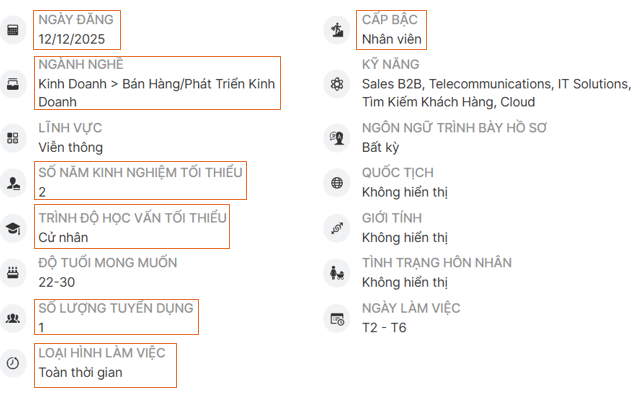 NGÀY ĐĂNG
12/12/2025
NGÀNH NGHỀ
Kinh Doanh > Bán Hàng/Phát Triển Kinh
Doanh
LĨNH VỰC
Viễn thông
SỐ NĂM KINH NGHIỆM TỐI THIỂU
2
TRÌNH ĐỘ HỌC VẤN TỐI THIỂU
Cử nhân
ĐỘ TUỔI MONG MUỐN
22-30
SỐ LƯỢNG TUYỂN DỤNG
1
LOẠI HÌNH LÀM VIỆC
Toàn thời gian
CẤP BẬC
Nhân viên
KỸ NĂNG
Sales B2B, Telecommunications, IT Solutions,
Tìm Kiếm Khách Hàng, Cloud
NGÔN NGỮ TRÌNH BÀY HỒ SƠ
Bất kỳ
QUỐC TỊCH
Không hiển thị
GIỚI TÍNH
Không hiển thị
TÌNH TRẠNG HÔN NHÂN
Không hiển thị
NGÀY LÀM VIỆC
T2 - T6